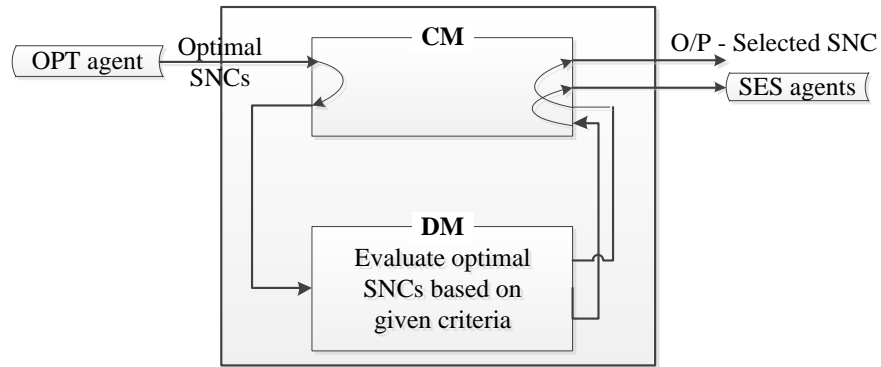 CM
OPT agent
Optimal
SNCs
O/P - Selected SNC
SES agents
DM
Evaluate optimal
SNCs based on
given criteria